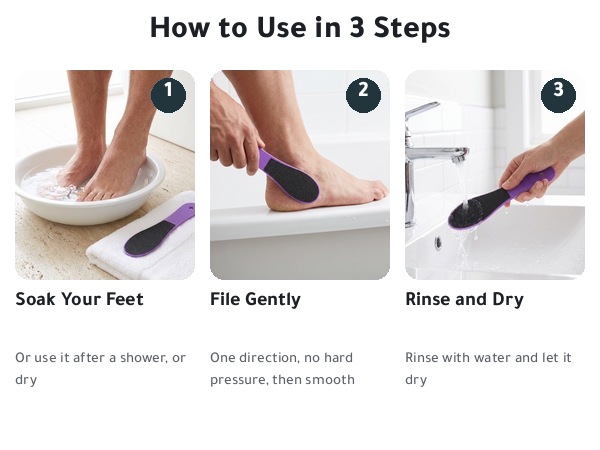 How to Use in 3 Steps
1
2
3
Soak Your Feet
File Gently
Rinse and Dry
Or use it after a shower, or
dry
One direction, no hard
pressure, then smooth
Rinse with water and let it
dry